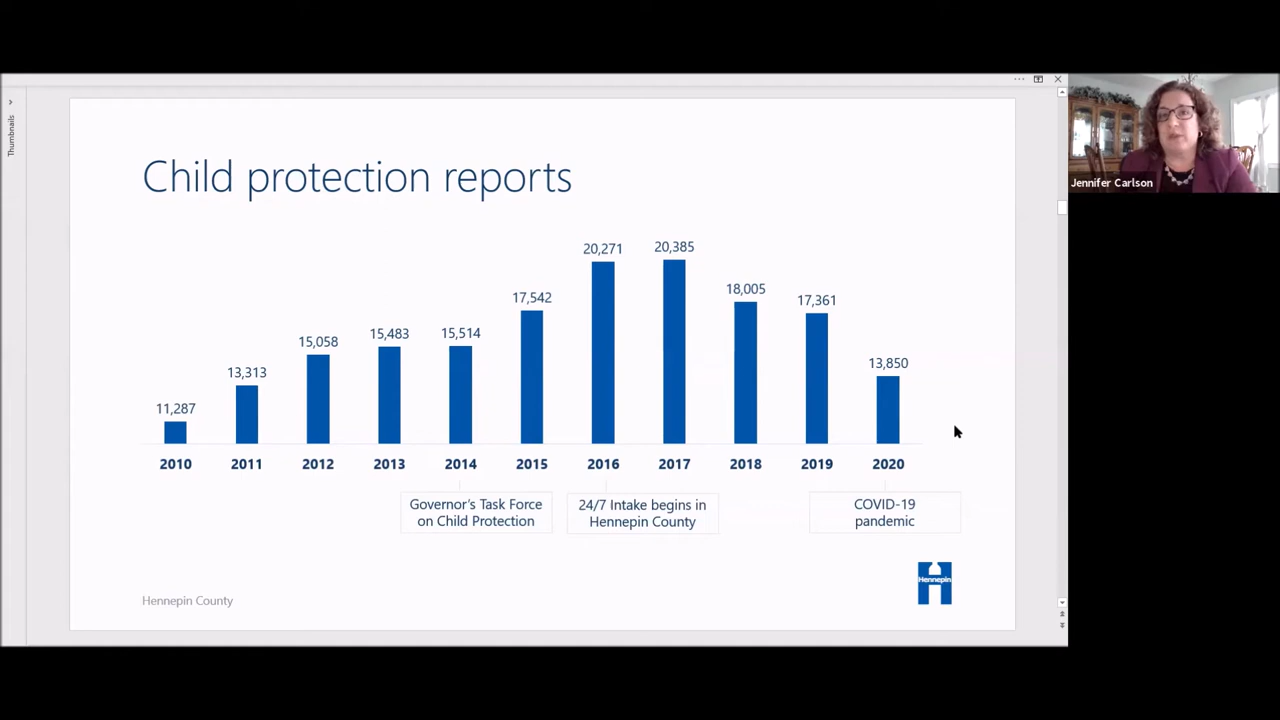 Thumbnails
Child protection reports
11,287
13,313
15,058
15,483
15,514
17,542
20,271
20,385
18,005
17,361
13,850
2010
2011
2012
2013
2014
2015
2016
2017
2018
2019
2020
Governor's Task Force
on Child Protection
24/7 Intake begins in
Hennepin County
COVID-19
pandemic
Hennepin County
Hennepin
Jennifer Carlson